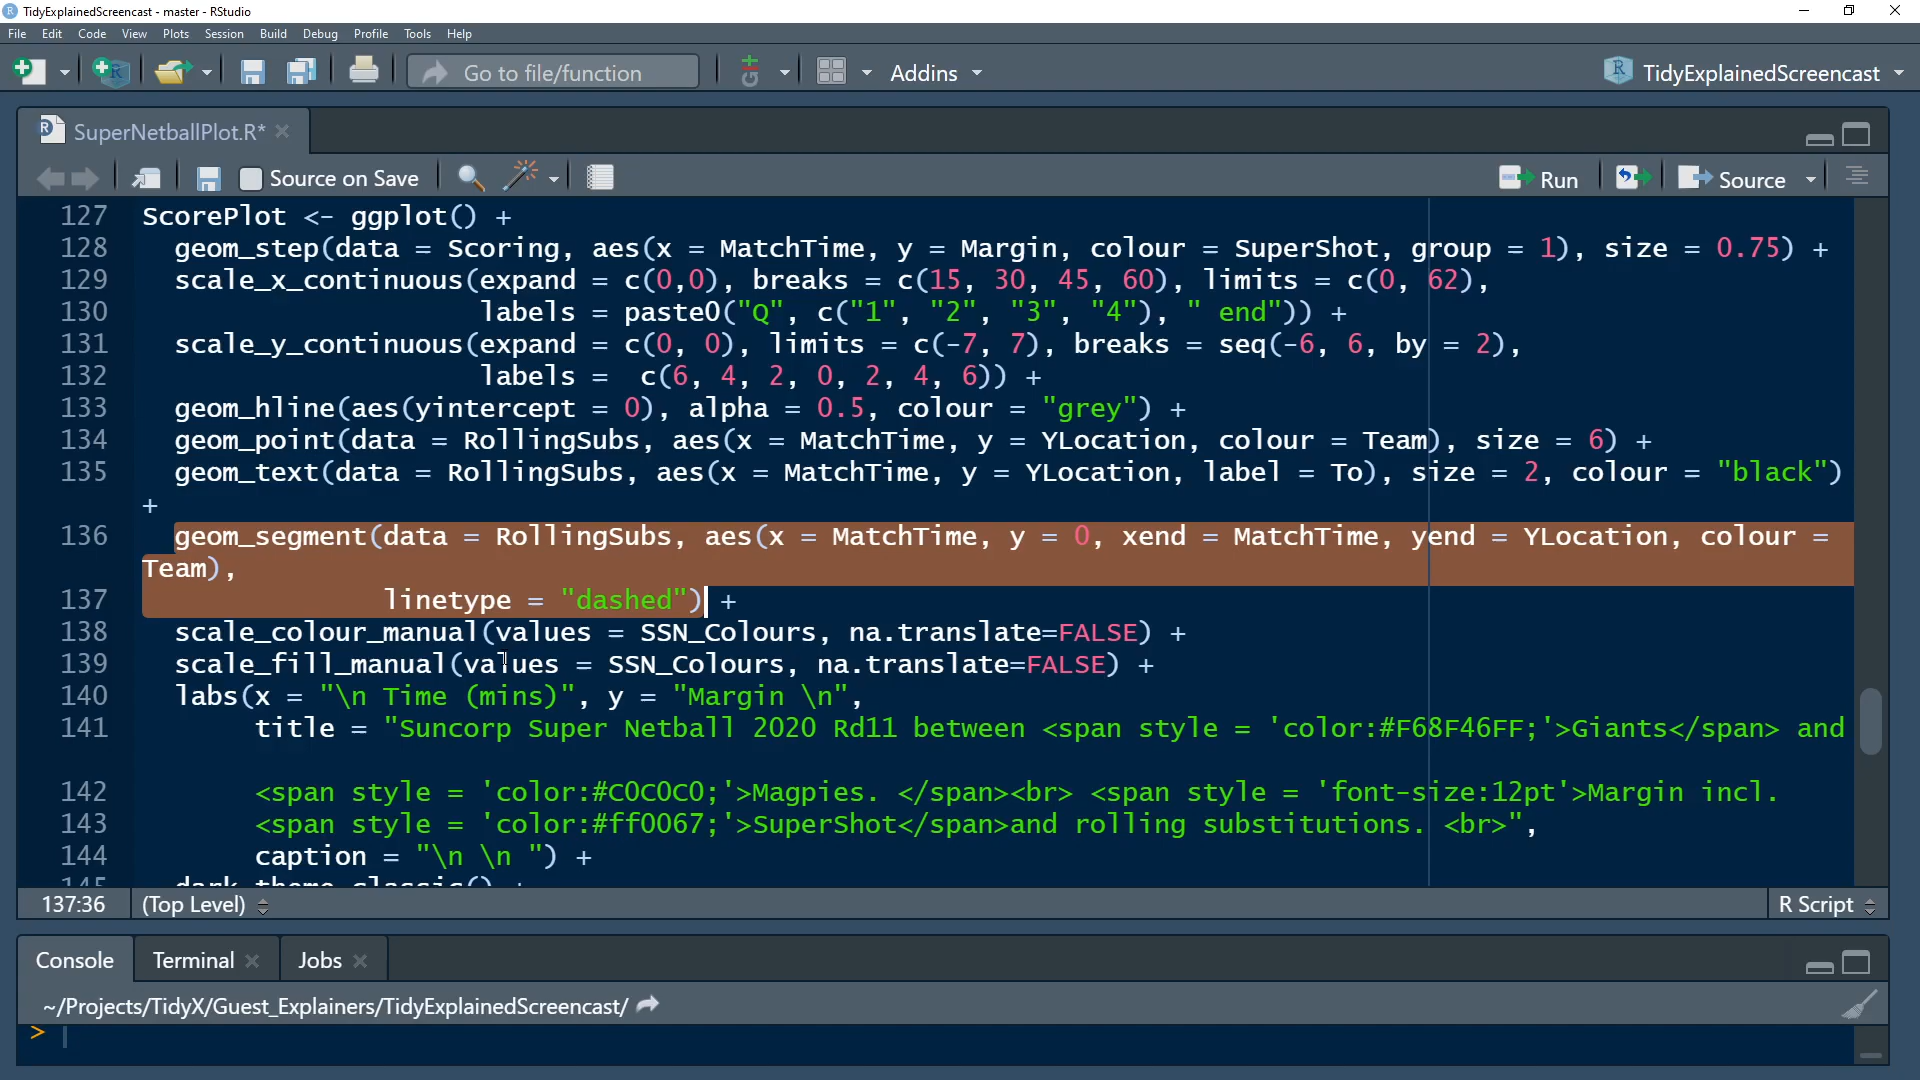 TidyExplainedScreencast - master - RStudio
File Edit Code View Plots Session Build Debug Profile Tools Help
Go to file/function Addins TidyExplainedScreencast
SuperNetballPlot.R*
Source on Save Run Source
127 ScorePlot <- ggplot() +
128 geom_step(data = Scoring, aes(x = MatchTime, y = Margin, colour = SuperShot, group = 1), size = 0.75) +
129 scale_x_continuous(expand = c(0,0), breaks = c(15, 30, 45, 60), limits = c(0, 62),
130 labels = paste0("Q", c("1", "2", "3", "4"), " end")) +
131 scale_y_continuous(expand = c(0, 0), limits = c(-7, 7), breaks = seq(-6, 6, by = 2),
132 labels =  c(6, 4, 2, 0, 2, 4, 6)) +
133 geom_hline(aes(yintercept = 0), alpha = 0.5, colour = "grey") +
134 geom_point(data = RollingSubs, aes(x = MatchTime, y = YLocation, colour = Team), size = 6) +
135 geom_text(data = RollingSubs, aes(x = MatchTime, y = YLocation, label = To), size = 2, colour = "black")
+
136 geom_segment(data = RollingSubs, aes(x = MatchTime, y = 0, xend = MatchTime, yend = YLocation, colour =
Team),
137 linetype = "dashed") +
138 scale_colour_manual(values = SSN_Colours, na.translate=FALSE) +
139 scale_fill_manual(values = SSN_Colours, na.translate=FALSE) +
140 labs(x = "\n Time (mins)", y = "Margin \n",
141 title = "Suncorp Super Netball 2020 Rd11 between <span style = 'color:#F68F46FF;'>Giants</span> and
142 <span style = 'color:#C0C0C0;'>Magpies. </span><br> <span style = 'font-size:12pt'>Margin incl.
143 <span style = 'color:#ff0067;'>SuperShot</span>and rolling substitutions. <br>",
144 caption = "\n \n ") +
145 dark_theme_classic() +
137:36 (Top Level) R Script
Console Terminal Jobs
~/Projects/TidyX/Guest_Explainers/TidyExplainedScreencast/
>